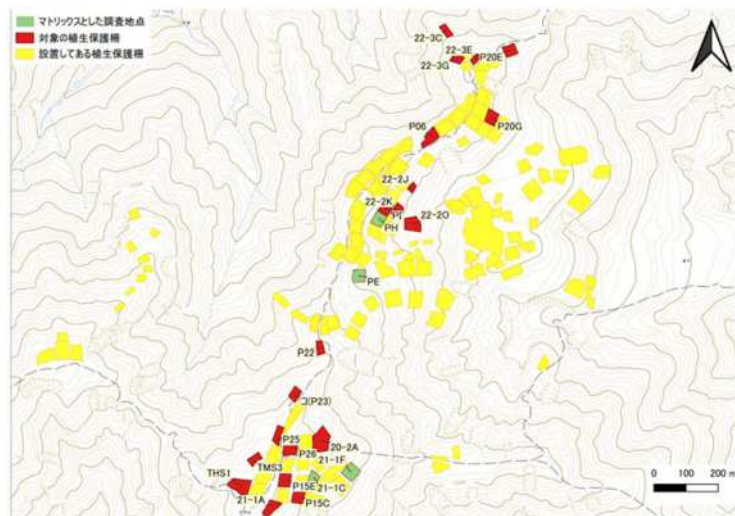 マトリックスとした調査地点
対象の植生保護柵
設置してある植生保護柵
22-3C
22-3E
P20E
22-3G
P06
P20G
22-2J
22-2K
PI
22-2O
PH
PE
P22
(P23)
P25
20-2A
P26
21-1F
THS1
TMS3
P15E
21-1C
21-1A
P15C
0 100 200 m